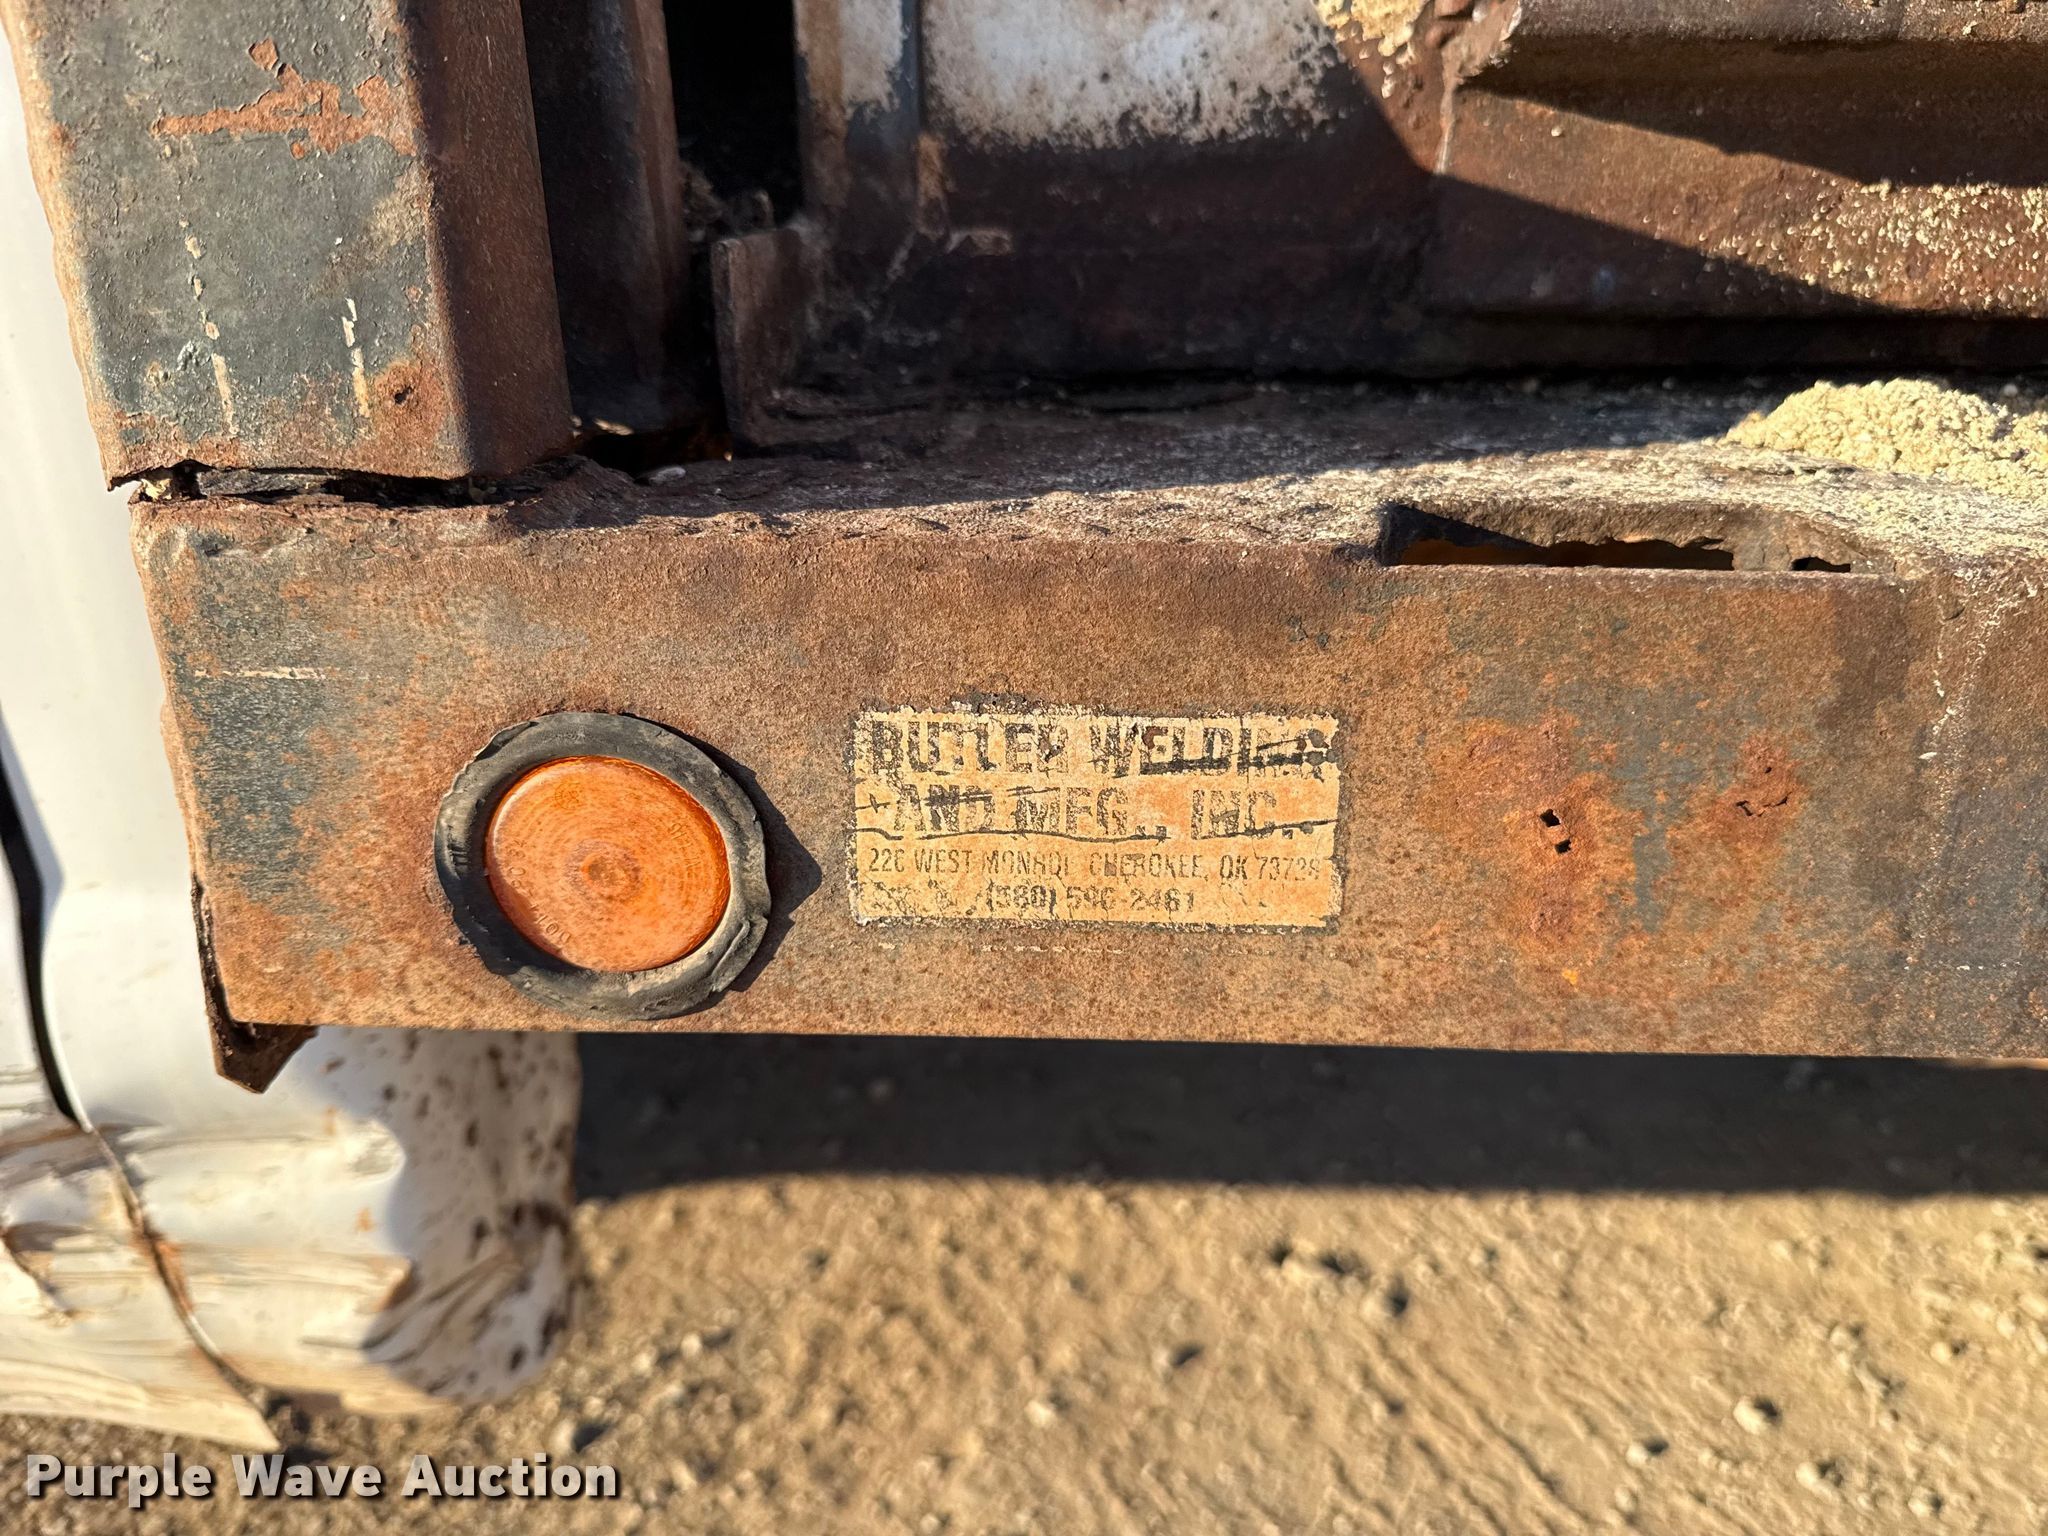 BUTLER WELDING
AND MFG., INC.
226 WEST MONROE CHEROKEE, OK 73728
(580) 596-2461
Purple Wave Auction